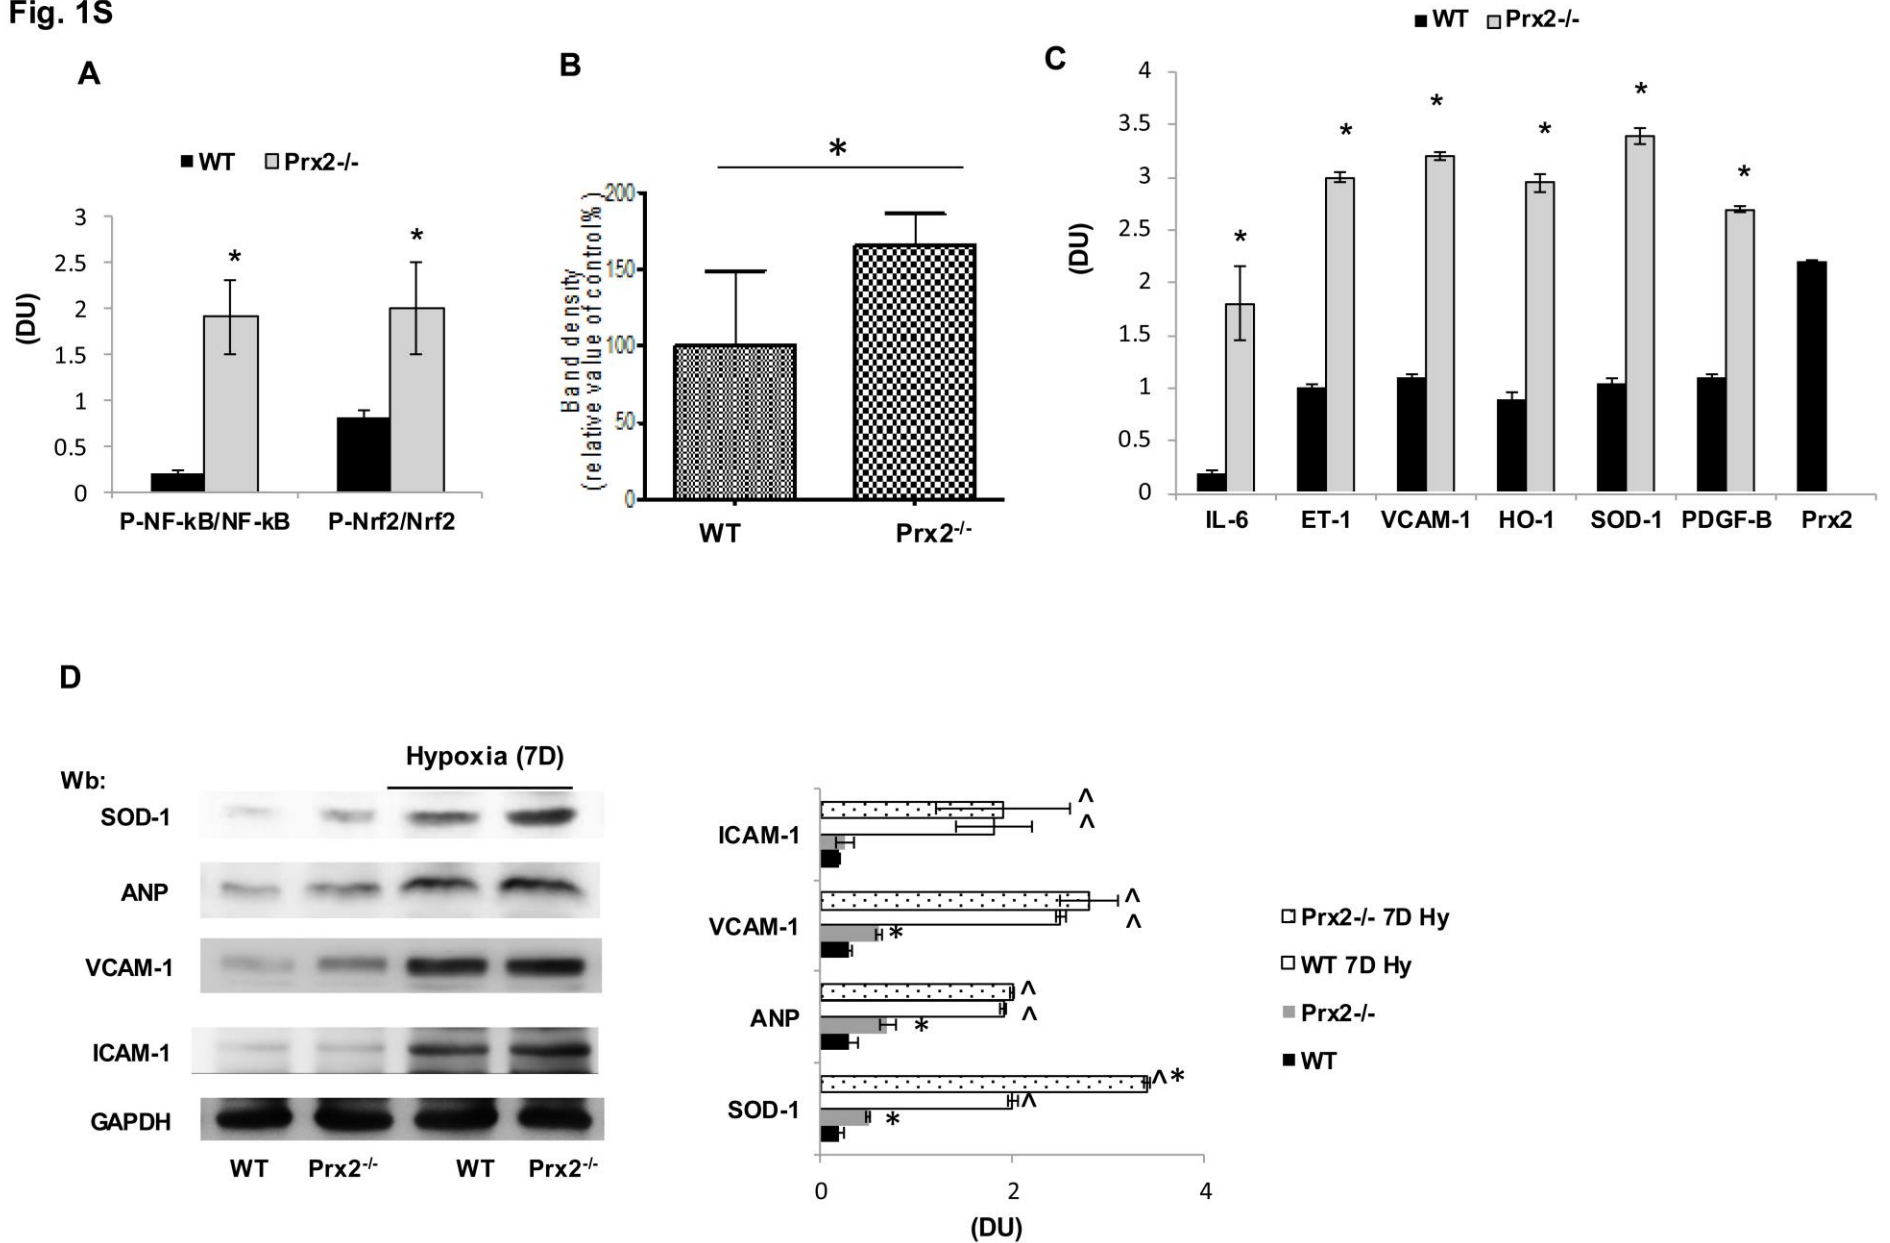 Fig. 1S
A
WT Prx2-/-
(DU)
3
2.5
2
1.5
1
0.5
0
* *
P-NF-kB/NF-kB P-Nrf2/Nrf2
B
*
Band density
(relative value of control%)
200
150
100
50
0
WT Prx2-/-
C
WT Prx2-/-
(DU)
4
3.5
3
2.5
2
1.5
1
0.5
0
* * * * * *
IL-6 ET-1 VCAM-1 HO-1 SOD-1 PDGF-B Prx2
D
Hypoxia (7D)
Wb:
SOD-1
ANP
VCAM-1
ICAM-1
GAPDH
WT Prx2-/- WT Prx2-/-
ICAM-1 ^
^
VCAM-1 ^
^
*
ANP ^
^
*
SOD-1 ^ *
^
*
0 2 4
(DU)
Prx2-/- 7D Hy
WT 7D Hy
Prx2-/-
WT